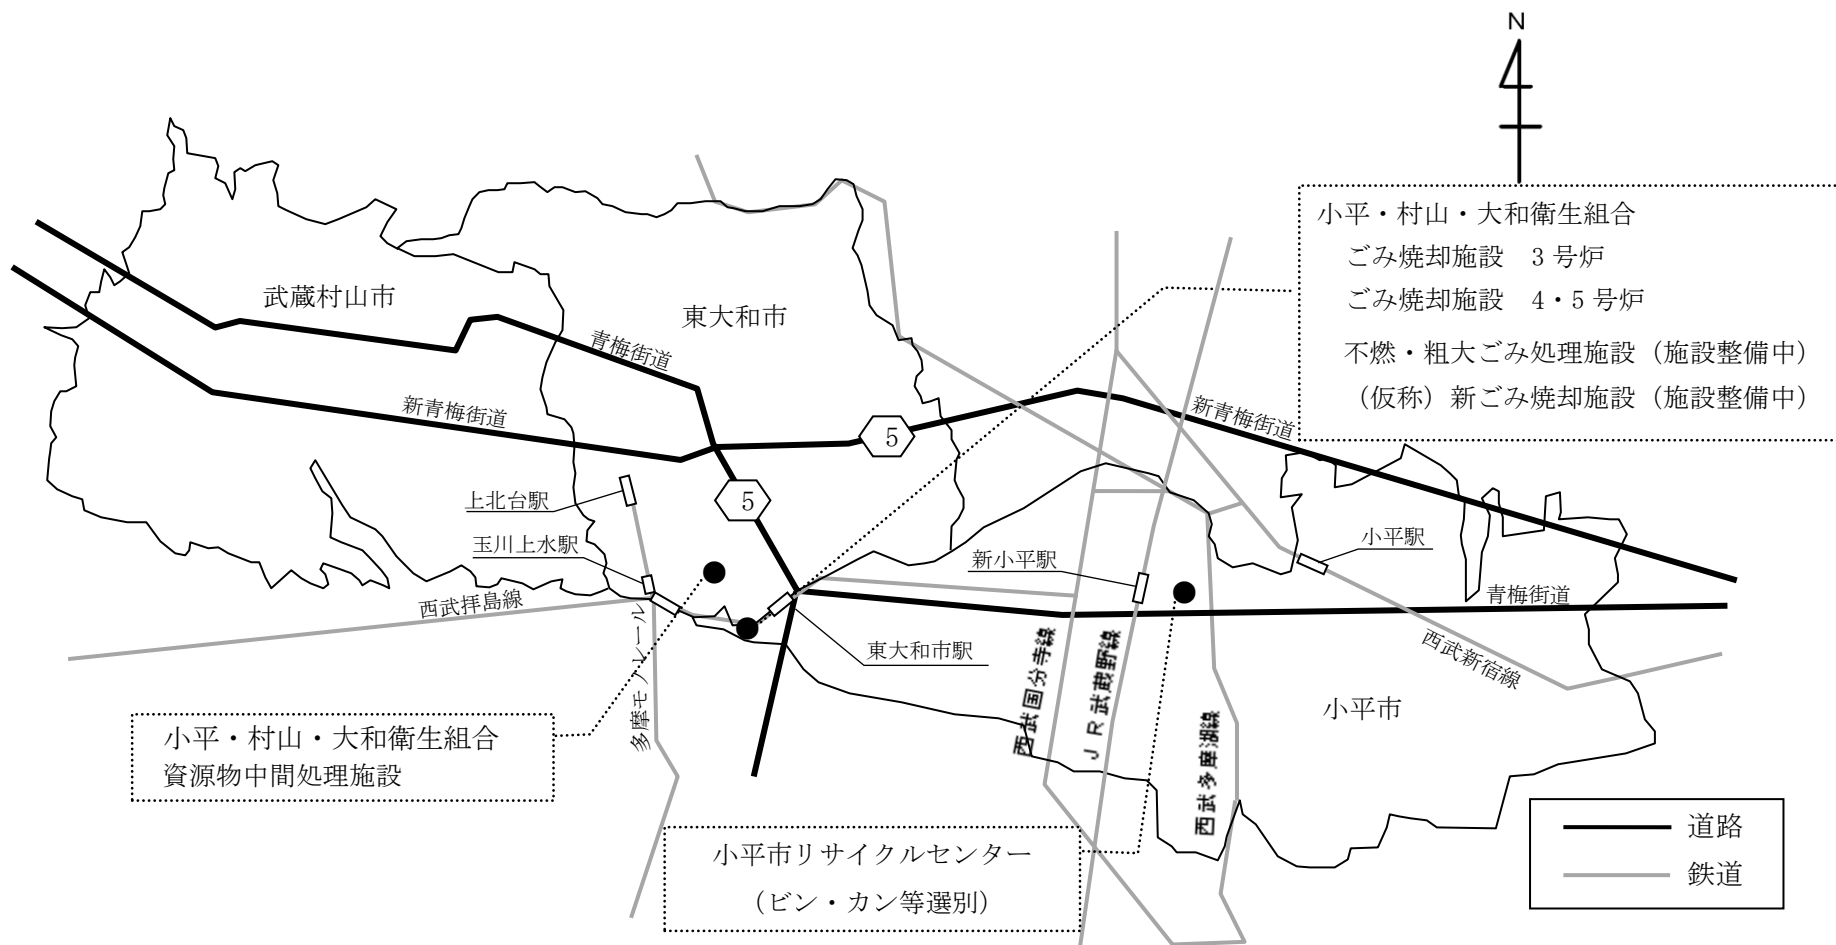 N
小平・村山・大和衛生組合
ごみ焼却施設 3号炉
ごみ焼却施設 4・5号炉
不燃・粗大ごみ処理施設（施設整備中）
（仮称）新ごみ焼却施設（施設整備中）
武蔵村山市
東大和市
青梅街道
新青梅街道
新青梅街道
5
5
上北台駅
玉川上水駅
新小平駅
小平駅
青梅街道
西武拝島線
東大和市駅
西武新宿線
多摩モノレール
西武国分寺線
JR武蔵野線
西武多摩湖線
小平市
小平・村山・大和衛生組合
資源物中間処理施設
小平市リサイクルセンター
（ビン・カン等選別）
道路
鉄道